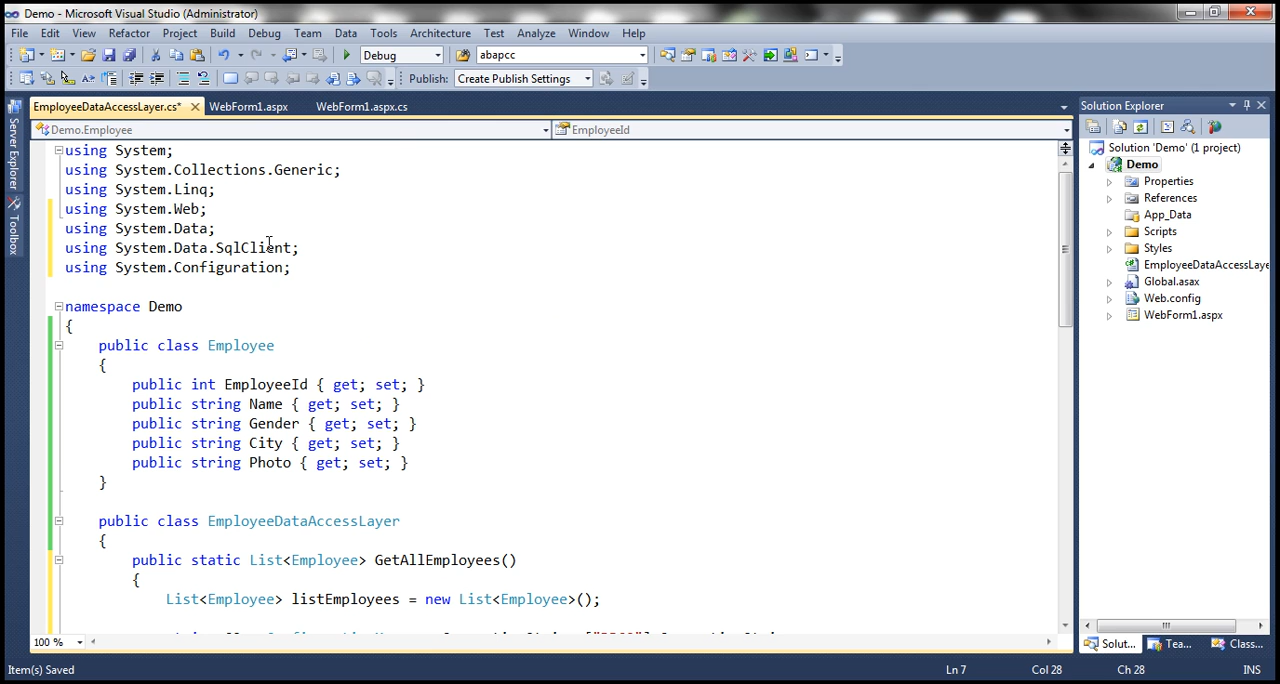 Demo - Microsoft Visual Studio (Administrator)
File Edit View Refactor Project Build Debug Team Data Tools Architecture Test Analyze Window Help
Debug abapcc
Publish: Create Publish Settings
EmployeeDataAccessLayer.cs* WebForm1.aspx WebForm1.aspx.cs
Demo.Employee EmployeeId
using System;
using System.Collections.Generic;
using System.Linq;
using System.Web;
using System.Data;
using System.Data.SqlClient;
using System.Configuration;
namespace Demo
{
public class Employee
{
public int EmployeeId { get; set; }
public string Name { get; set; }
public string Gender { get; set; }
public string City { get; set; }
public string Photo { get; set; }
}
public class EmployeeDataAccessLayer
{
public static List<Employee> GetAllEmployees()
{
List<Employee> listEmployees = new List<Employee>();
100 %
Server Explorer
Toolbox
Solution Explorer
Solution 'Demo' (1 project)
Demo
Properties
References
App_Data
Scripts
Styles
EmployeeDataAccessLaye
Global.asax
Web.config
WebForm1.aspx
Solut... Tea... Class...
Item(s) Saved Ln 7 Col 28 Ch 28 INS